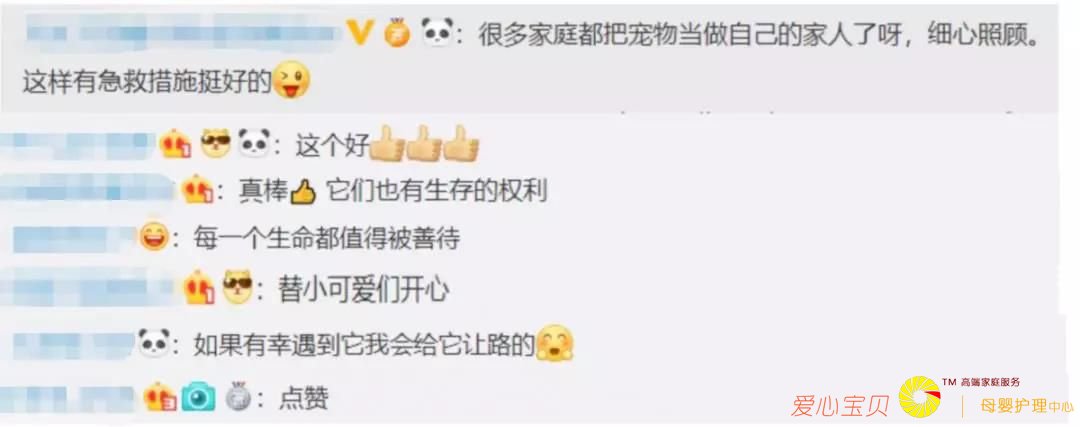 ：很多家庭都把宠物当做自己的家人了呀，细心照顾。
这样有急救措施挺好的
：这个好
：真棒 它们也有生存的权利
：每一个生命都值得被善待
：替小可爱们开心
：如果有幸遇到它我会给它让路的
：点赞
爱心宝贝 TM 高端家庭服务
母婴护理中心